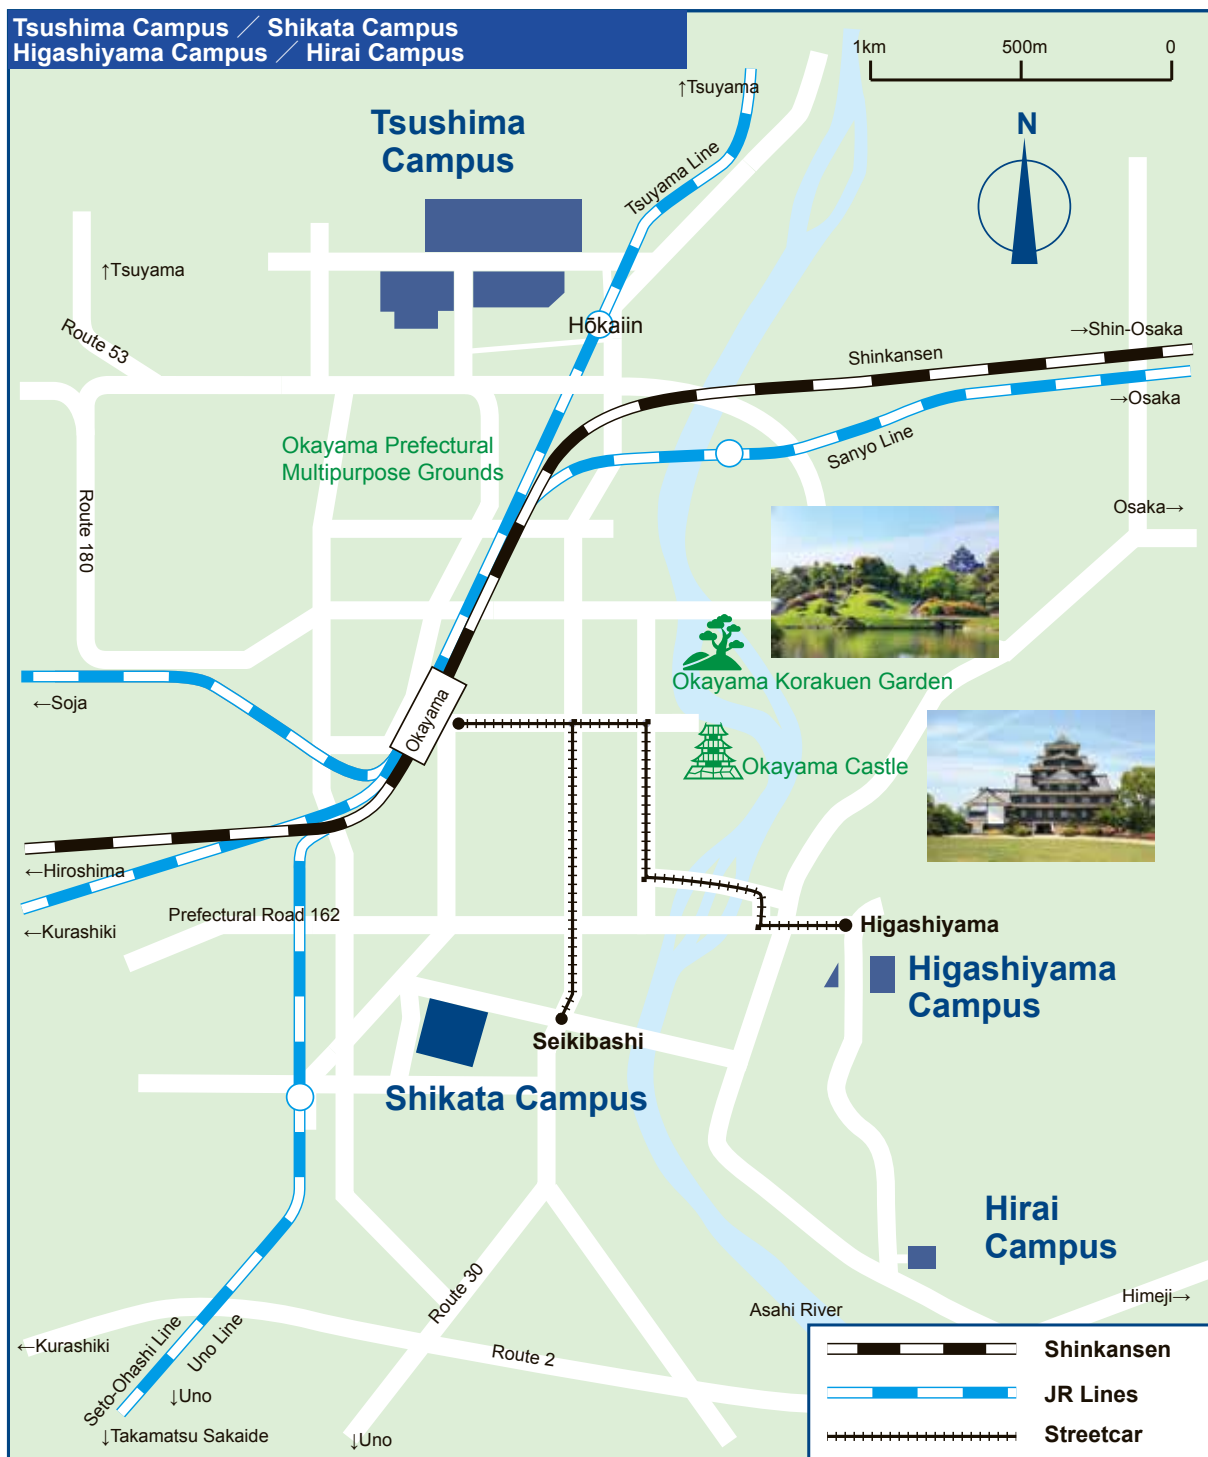 Tsushima Campus ／ Shikata Campus
Higashiyama Campus ／ Hirai Campus
1km 500m 0
↑Tsuyama
N
Tsushima
Campus
Tsuyama Line
↑Tsuyama
Hōkaiin
Route 53
→Shin-Osaka
Shinkansen
→Osaka
Sanyo Line
Okayama Prefectural
Multipurpose Grounds
Route 180
Osaka→
Okayama Korakuen Garden
←Soja
Okayama
Okayama Castle
←Hiroshima
Prefectural Road 162
←Kurashiki
Higashiyama
Higashiyama
Campus
Seikibashi
Shikata Campus
Hirai
Campus
Route 30
Asahi River
Himeji→
←Kurashiki
Seto-Ohashi Line
Uno Line
Route 2
↓Uno
↓Takamatsu Sakaide
↓Uno
Shinkansen
JR Lines
Streetcar